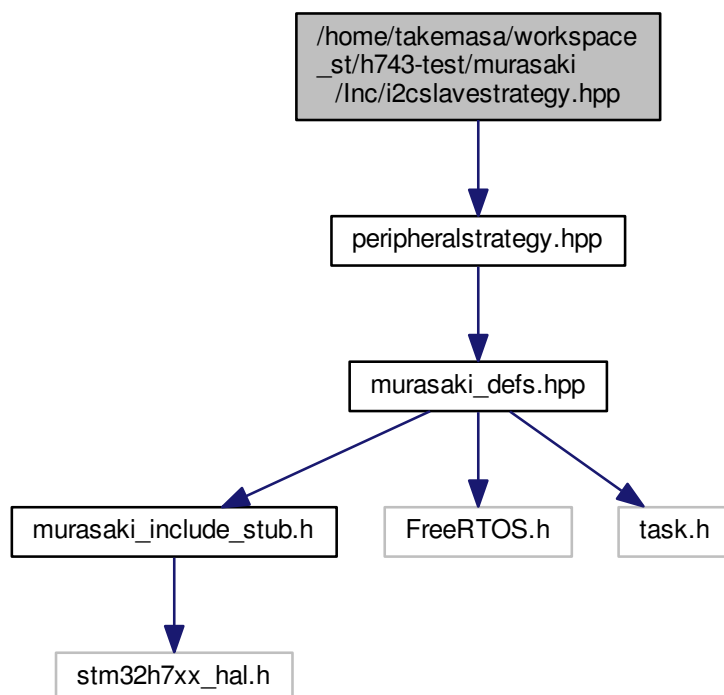 /home/takemasa/workspace
_st/h743-test/murasaki
/Inc/i2cslavestrategy.hpp
peripheralstrategy.hpp
murasaki_defs.hpp
murasaki_include_stub.h
FreeRTOS.h
task.h
stm32h7xx_hal.h